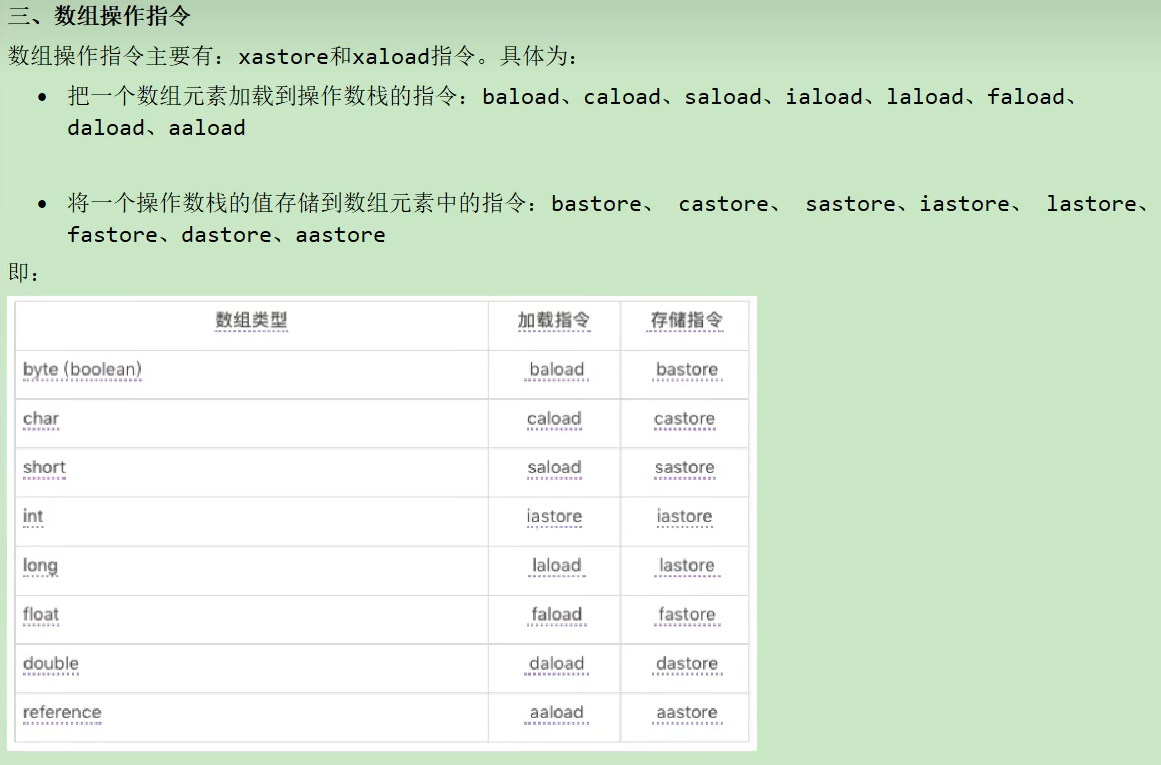 三、数组操作指令
数组操作指令主要有：xastore和xaload指令。具体为：
• 把一个数组元素加载到操作数栈的指令：baload、caload、saload、iaload、laload、faload、
daload、aaload
• 将一个操作数栈的值存储到数组元素中的指令：bastore、 castore、 sastore、iastore、 lastore、
fastore、dastore、aastore
即：
数组类型 加载指令 存储指令
byte (boolean) baload bastore
char caload castore
short saload sastore
int iastore iastore
long laload lastore
float faload fastore
double daload dastore
reference aaload aastore